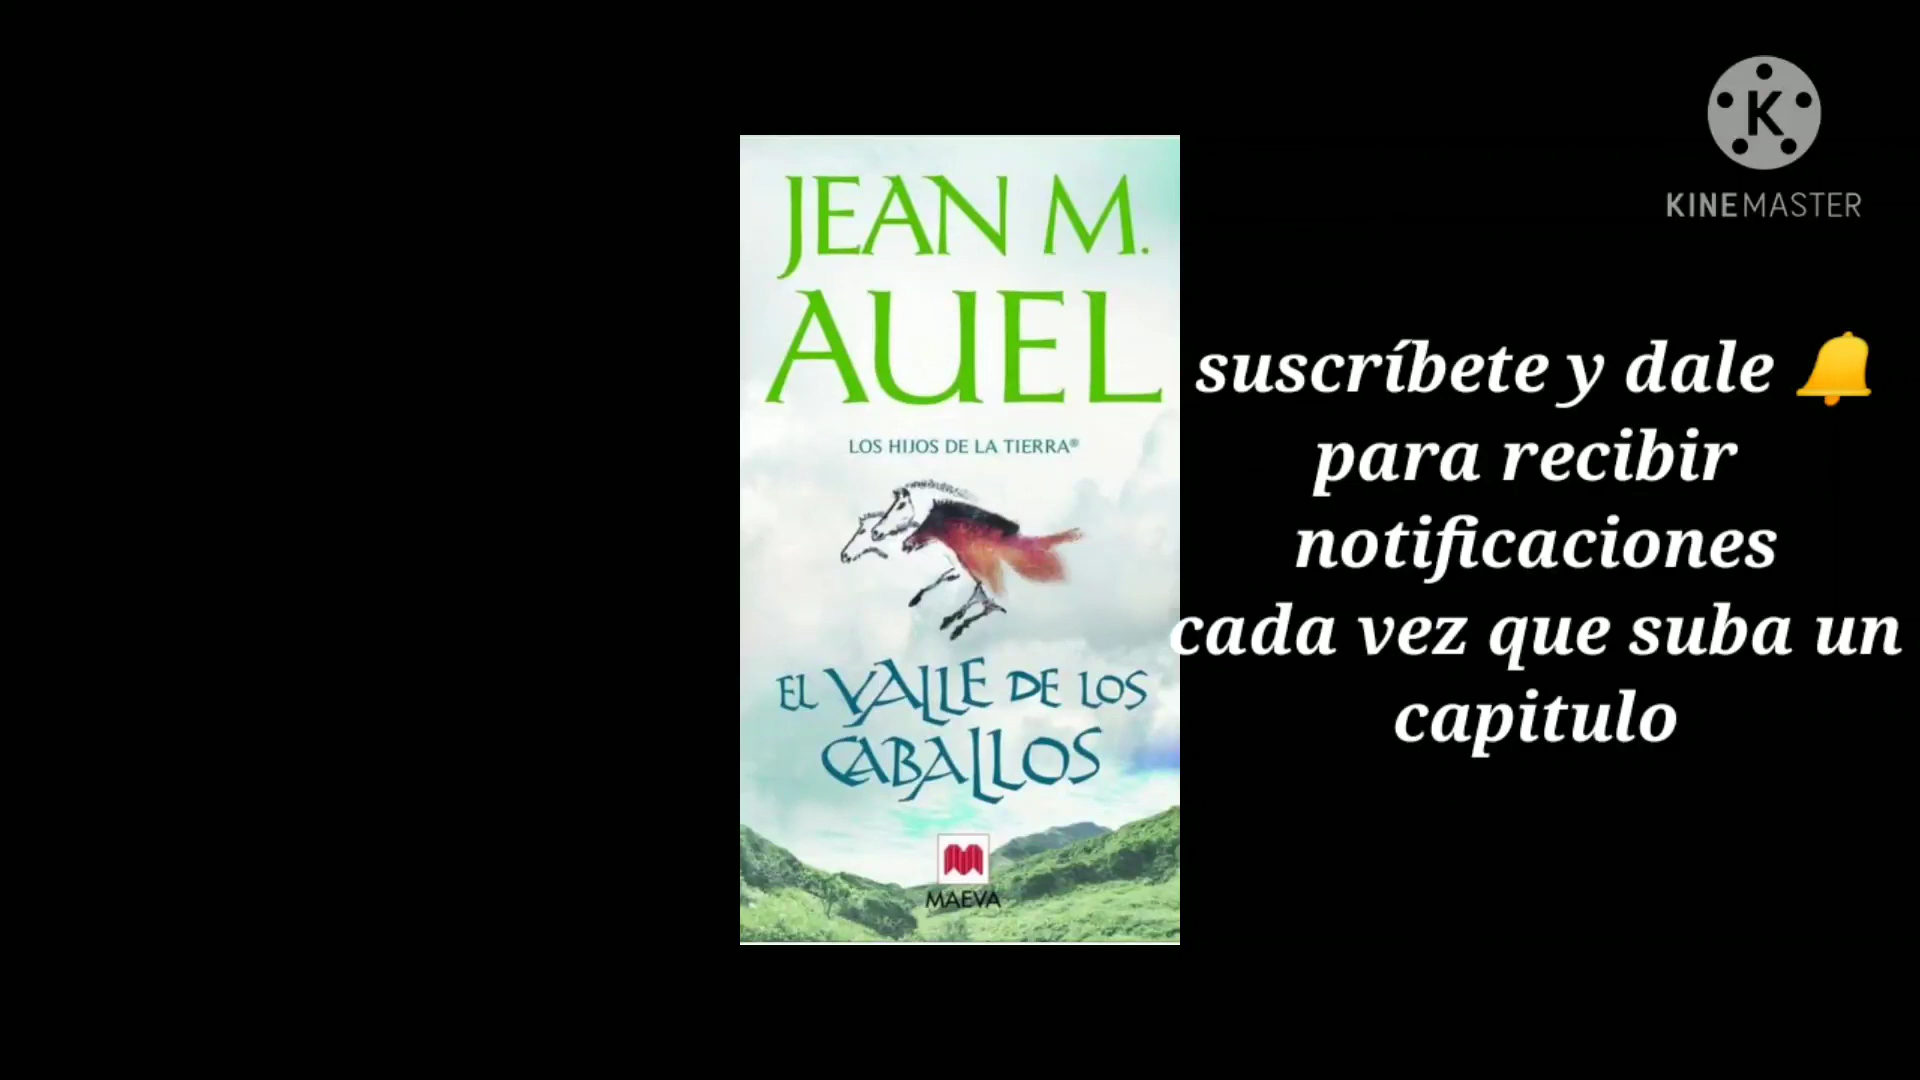 JEAN M.
AUEL
LOS HIJOS DE LA TIERRA®
EL VALLE DE LOS
CABALLOS
MAEVA
K
KINEMASTER
suscríbete y dale 🔔
para recibir
notificaciones
cada vez que suba un
capitulo